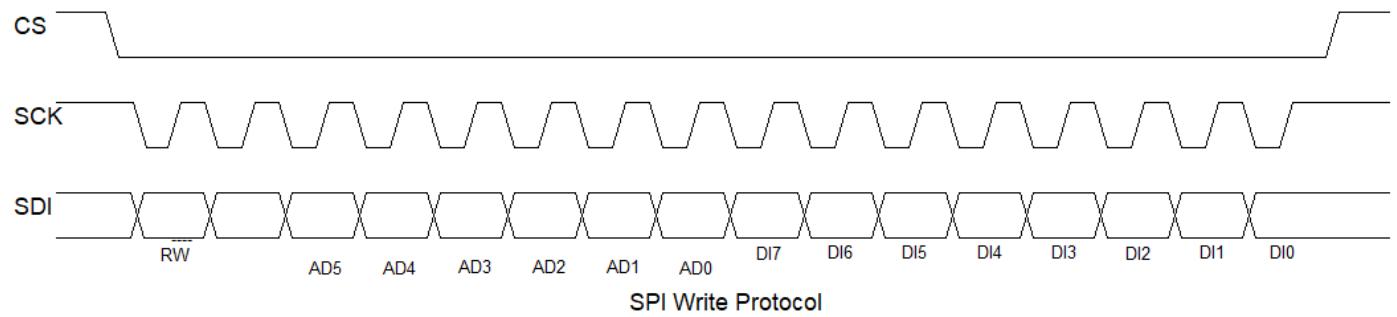 CS
SCK
SDI
RW DI7 DI6 DI5 DI4 DI3 DI2 DI1 DI0
AD5 AD4 AD3 AD2 AD1 AD0
SPI Write Protocol